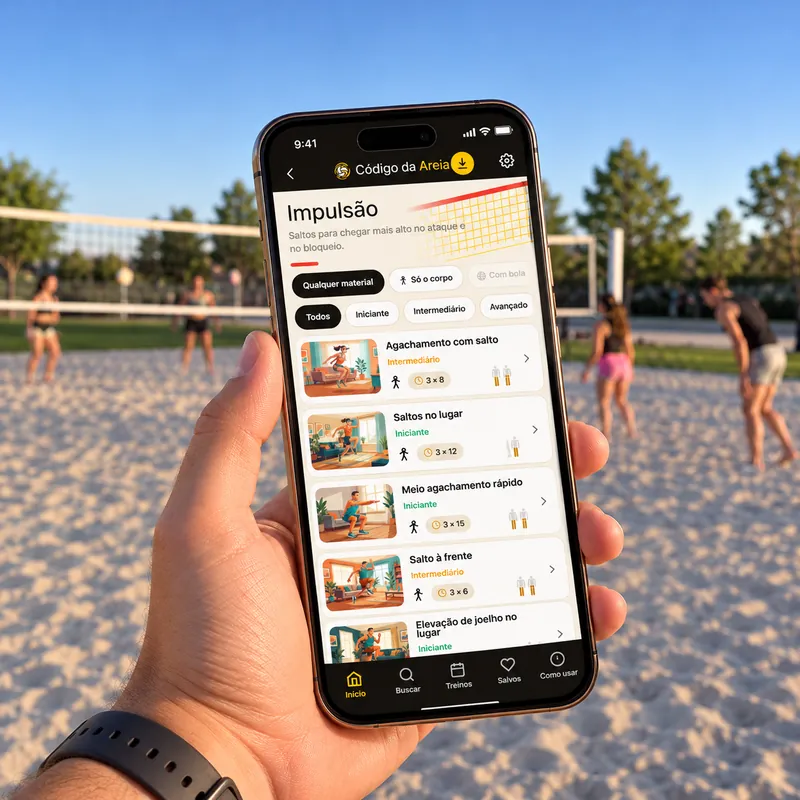 9:41
Código da Areia
Impulsão
Saltos para chegar mais alto no ataque e
no bloqueio.
Qualquer material
Só o corpo
Com bola
Todos
Iniciante
Intermediário
Avançado
Agachamento com salto
Intermediário
3 x 8
Saltos no lugar
Iniciante
3 x 12
Meio agachamento rápido
Iniciante
3 x 15
Salto à frente
Intermediário
3 x 6
Elevação de joelho no
lugar
Iniciante
Início
Buscar
Treinos
Salvos
Como usar